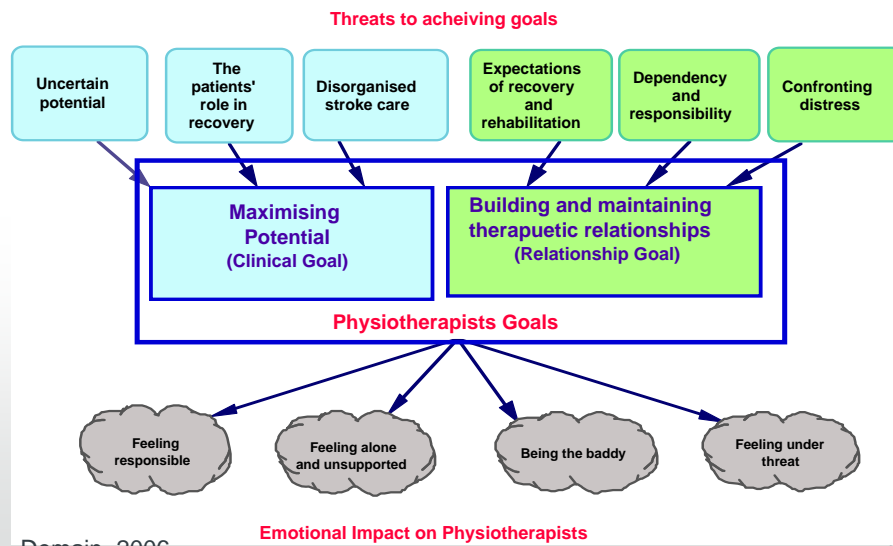 Threats to acheiving goals
Uncertain
potential
The
patients'
role in
recovery
Disorganised
stroke care
Expectations
of recovery
and
rehabilitation
Dependency
and
responsibility
Confronting
distress
Maximising
Potential
(Clinical Goal)
Building and maintaining
therapuetic relationships
(Relationship Goal)
Physiotherapists Goals
Feeling
responsible
Feeling alone
and unsupported
Being the baddy
Feeling under
threat
Emotional Impact on Physiotherapists